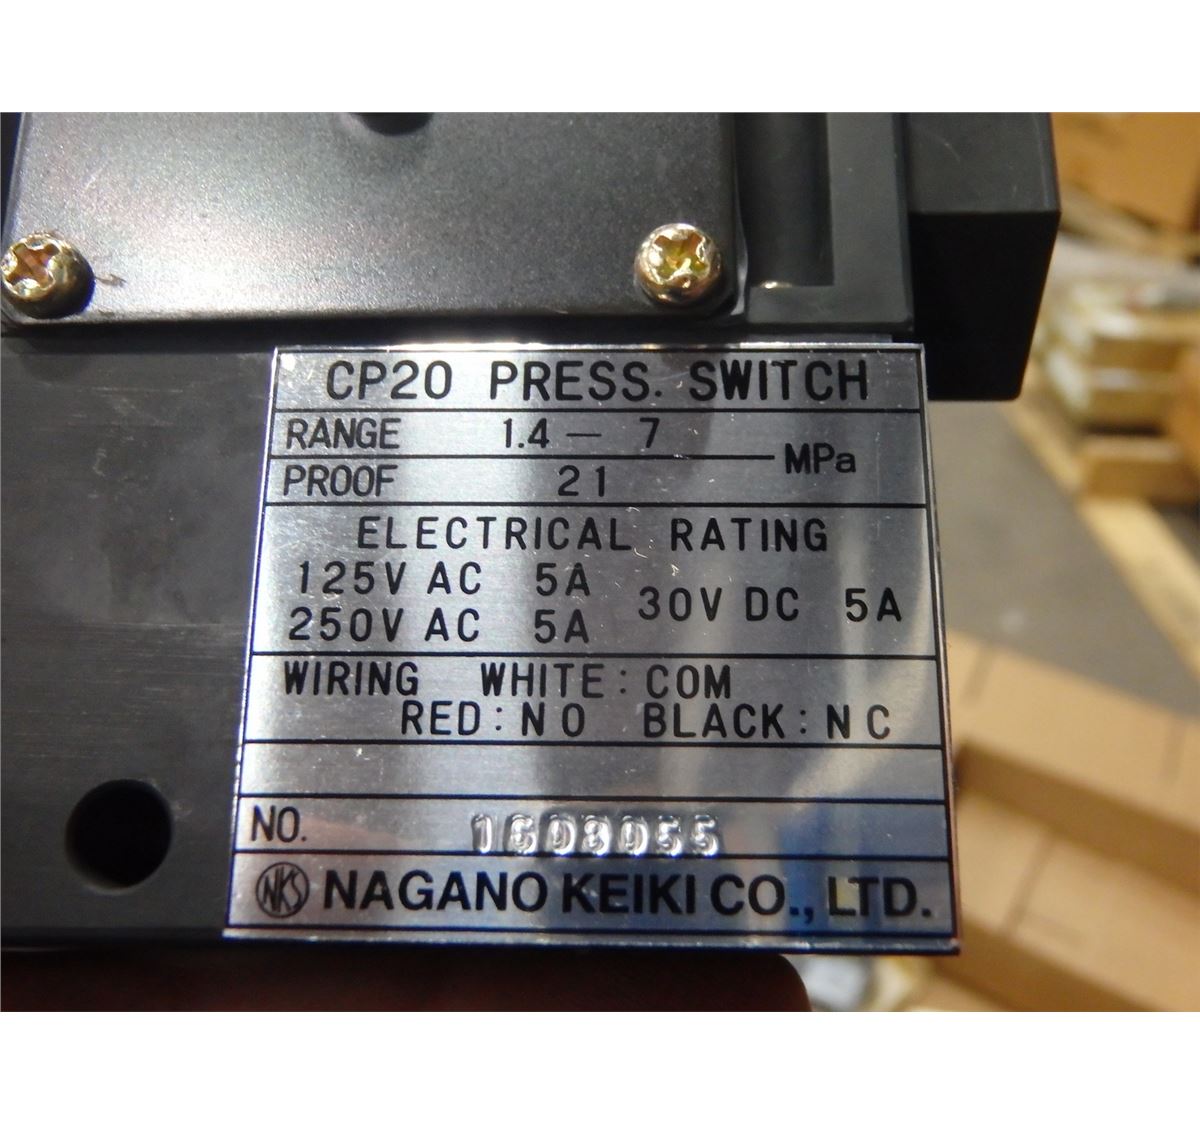 CP20 PRESS. SWITCH
RANGE 1.4 — 7 MPa
PROOF 21
ELECTRICAL RATING
125V AC 5A 30V DC 5A
250V AC 5A
WIRING WHITE: COM
RED: NO BLACK: NC
NO. 1603055
NKS NAGANO KEIKI CO., LTD.